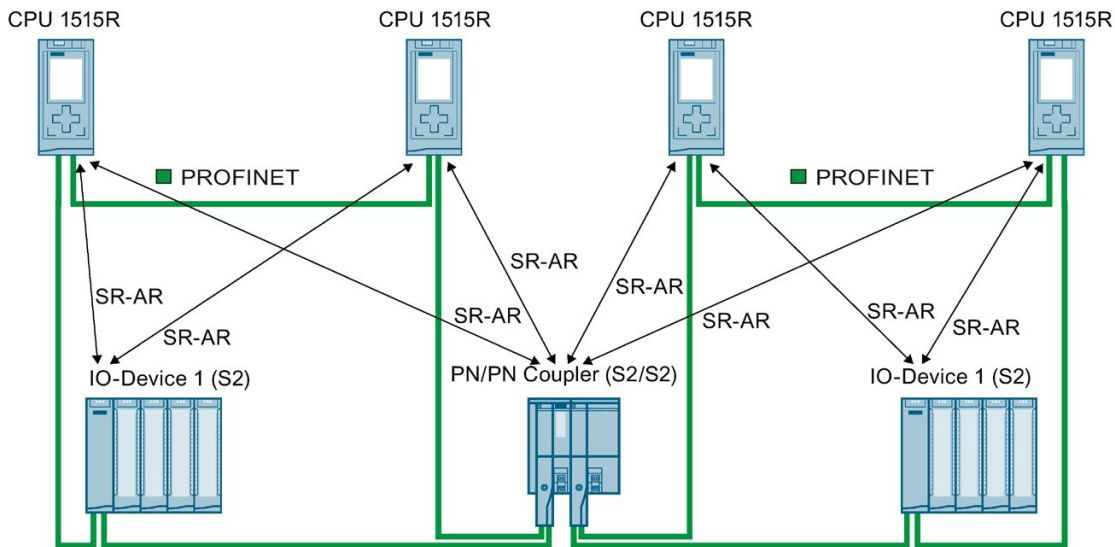 CPU 1515R
CPU 1515R
CPU 1515R
CPU 1515R
PROFINET
PROFINET
SR-AR
SR-AR
SR-AR
SR-AR
SR-AR
SR-AR
SR-AR
SR-AR
IO-Device 1 (S2)
PN/PN Coupler (S2/S2)
IO-Device 1 (S2)